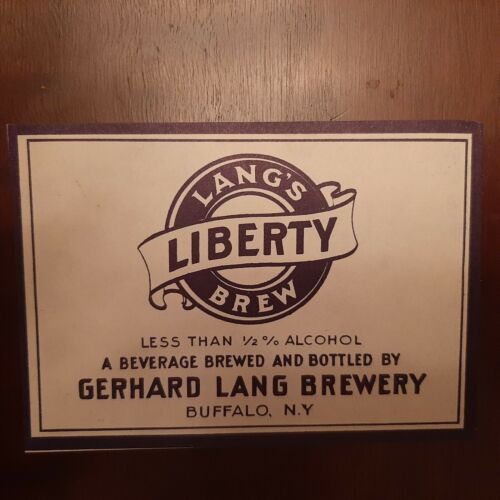 LANG'S
LIBERTY
BREW
LESS THAN ½% ALCOHOL
A BEVERAGE BREWED AND BOTTLED BY
GERHARD LANG BREWERY
BUFFALO, N.Y